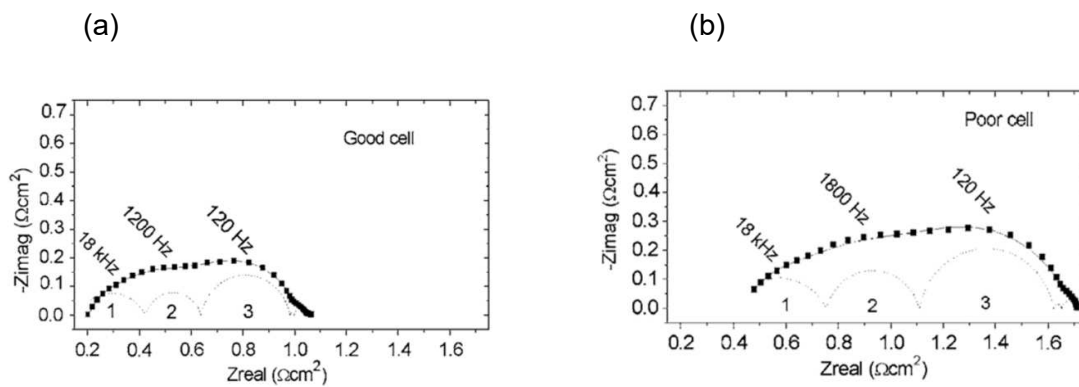 (a)
(b)
0.7
0.6
0.5
0.4
0.3
0.2
0.1
0.0
-Zimag (Ωcm²)
Good cell
18 kHz
1200 Hz
120 Hz
1
2
3
0.2 0.4 0.6 0.8 1.0 1.2 1.4 1.6
Zreal (Ωcm²)
0.7
0.6
0.5
0.4
0.3
0.2
0.1
0.0
-Zimag (Ωcm²)
Poor cell
18 kHz
1800 Hz
120 Hz
1
2
3
0.2 0.4 0.6 0.8 1.0 1.2 1.4 1.6
Zreal (Ωcm²)